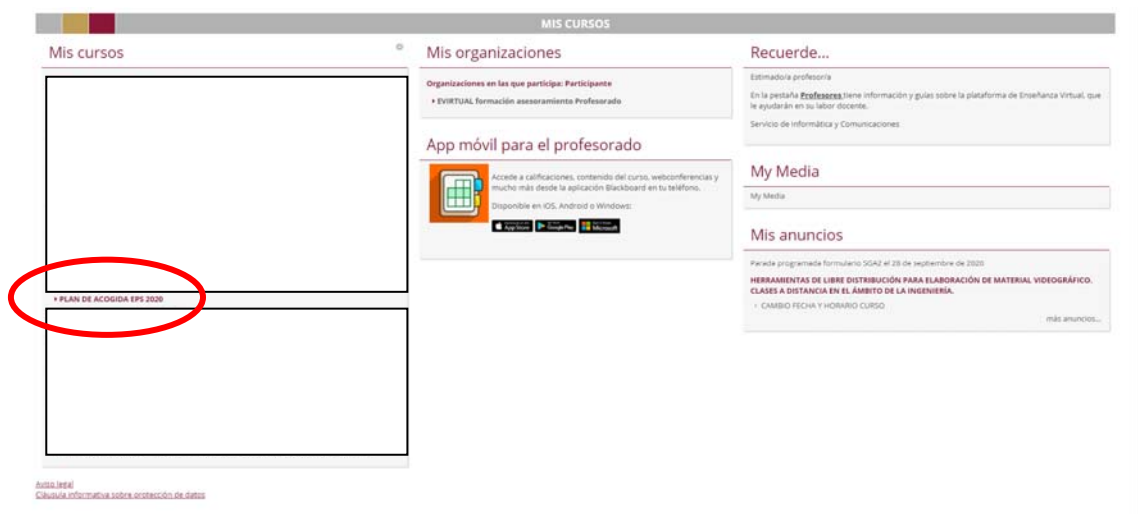 MIS CURSOS
Mis cursos
PLAN DE ACOGIDA EPS 2020
Mis organizaciones
Organizaciones en las que participa: Participante
EVIRTUAL formación asesoramiento Profesorado
App móvil para el profesorado
Accede a calificaciones, contenido del curso, webconferencias y
mucho más desde la aplicación Blackboard en tu teléfono.
Disponible en iOS, Android o Windows:
App Store Google Play Microsoft
Recuerde...
Estimado/a profesor/a
En la pestaña Profesores tiene información y guías sobre la plataforma de Enseñanza Virtual, que
le ayudarán en su labor docente.
Servicio de Informática y Comunicaciones
My Media
My Media
Mis anuncios
Parada programada formulario SGA2 el 28 de septiembre de 2020
HERRAMIENTAS DE LIBRE DISTRIBUCIÓN PARA ELABORACIÓN DE MATERIAL VIDEOGRÁFICO.
CLASES A DISTANCIA EN EL ÁMBITO DE LA INGENIERÍA.
CAMBIO FECHA Y HORARIO CURSO
más anuncios...
Aviso legal
Cláusula informativa sobre protección de datos